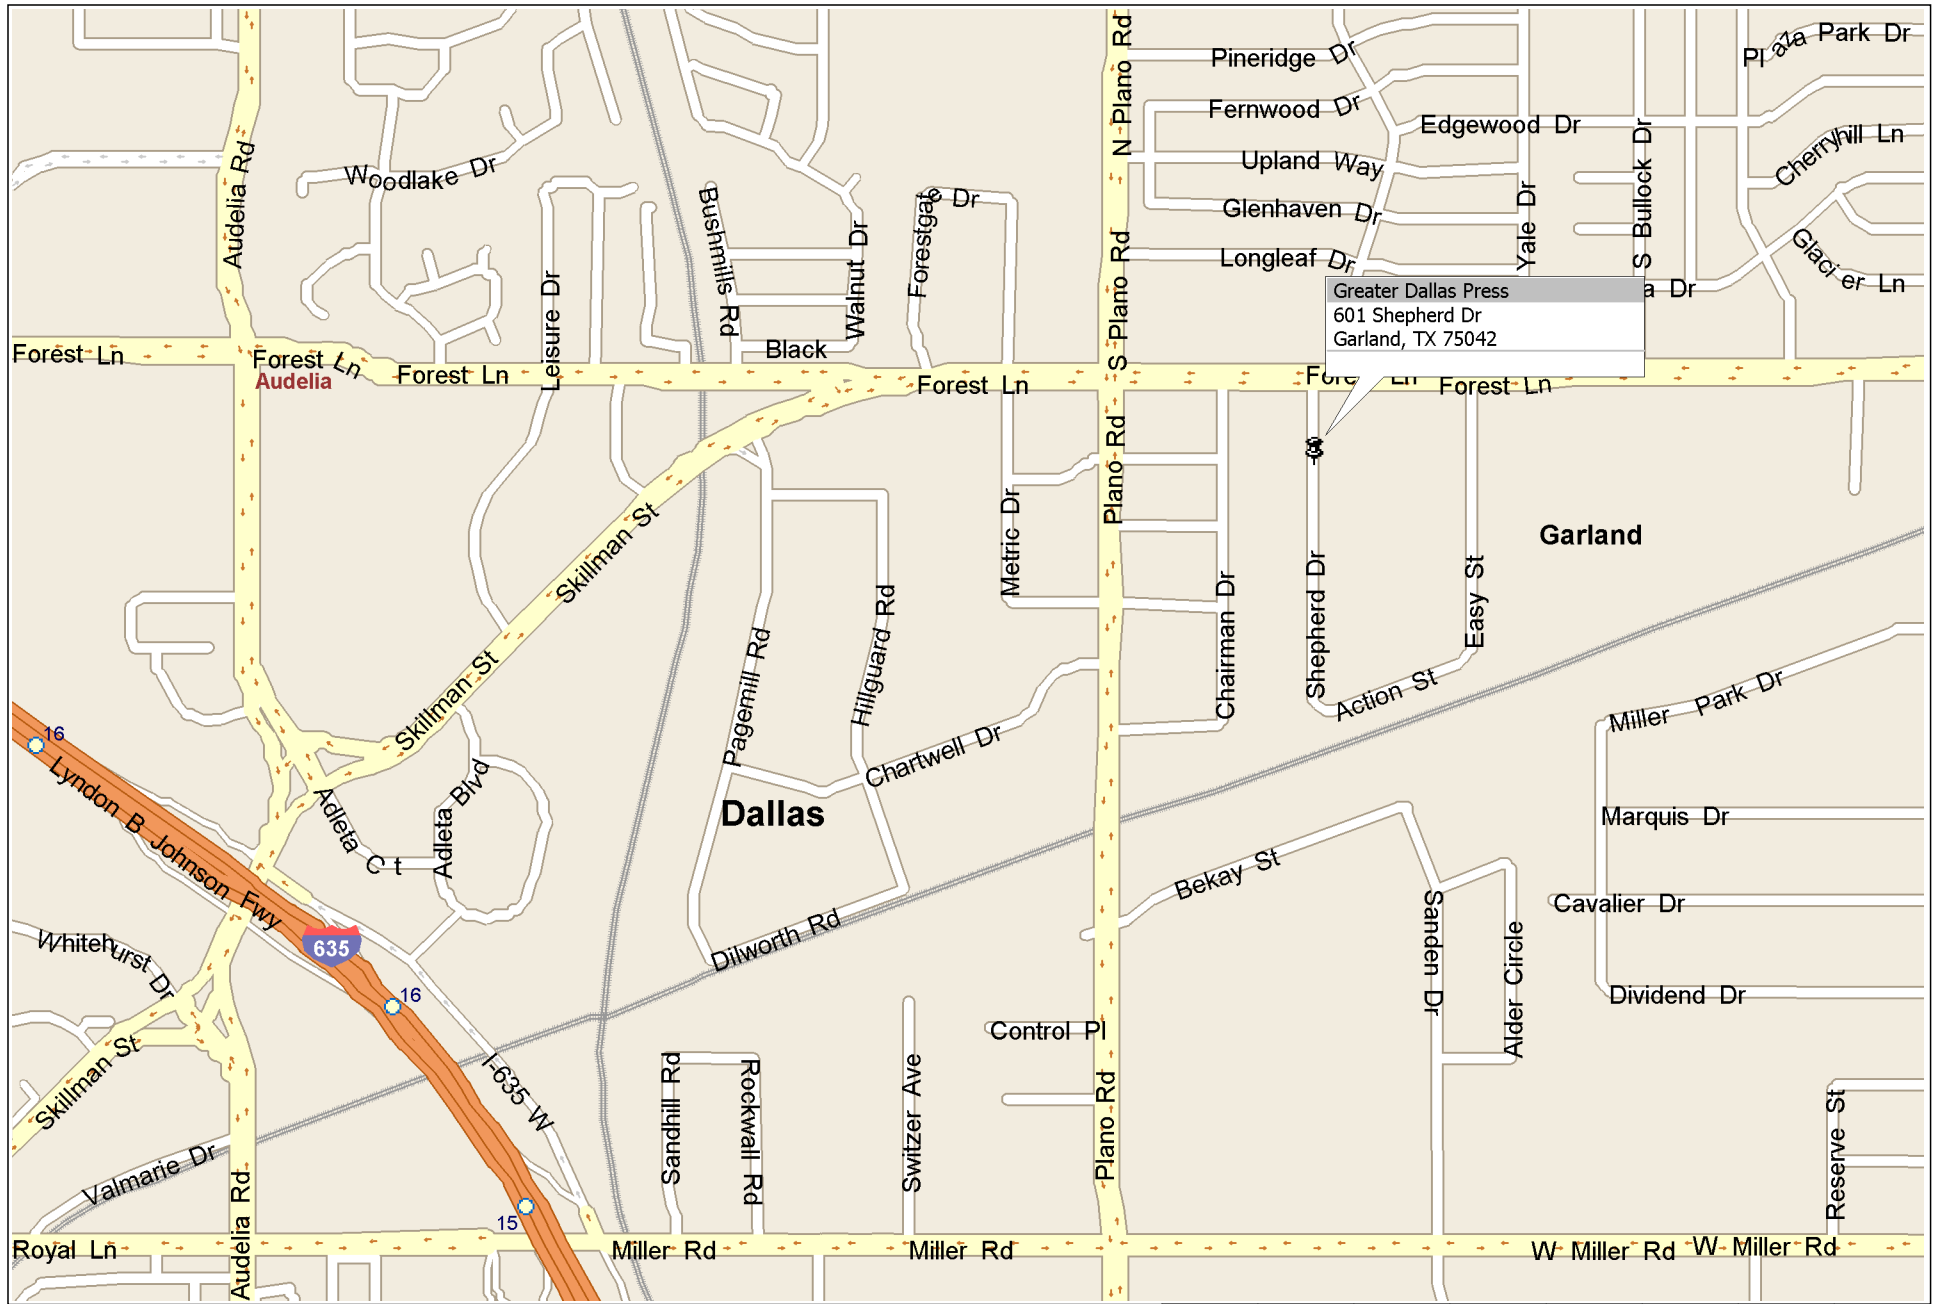 Plaza Park Dr
N Plano Rd
Pineridge Dr
Fernwood Dr
Edgewood Dr
Cherryhill Ln
Audelia Rd
Woodlake Dr
Upland Way
S Bullock Dr
Bushmills Rd
Forestgate Dr
Glenhaven Dr
Yale Dr
Walnut Dr
Longleaf Dr
Glacier Ln
Leisure Dr
S Plano Rd
a Dr
Greater Dallas Press
601 Shepherd Dr
Garland, TX 75042
Black
Forest Ln
Forest Ln
Audelia
Forest Ln
Forest Ln
Forest Ln
Forest Ln
Plano Rd
Metric Dr
Skillman St
Garland
Shepherd Dr
Easy St
Chairman Dr
Hillguard Rd
Pagemill Rd
Skillman St
Action St
Miller Park Dr
16
Chartwell Dr
Lyndon B Johnson Fwy
Adleta Blvd
Adleta Ct
Dallas
Marquis Dr
Bekay St
Cavalier Dr
Sanden Dr
Alder Circle
Whitehurst Dr
635
Dilworth Rd
16
Dividend Dr
Control Pl
Skillman St
I-635 W
Sandhill Rd
Rockwall Rd
Switzer Ave
Plano Rd
Reserve St
Valmarie Dr
Audelia Rd
15
Royal Ln
Miller Rd
Miller Rd
W Miller Rd
W Miller Rd